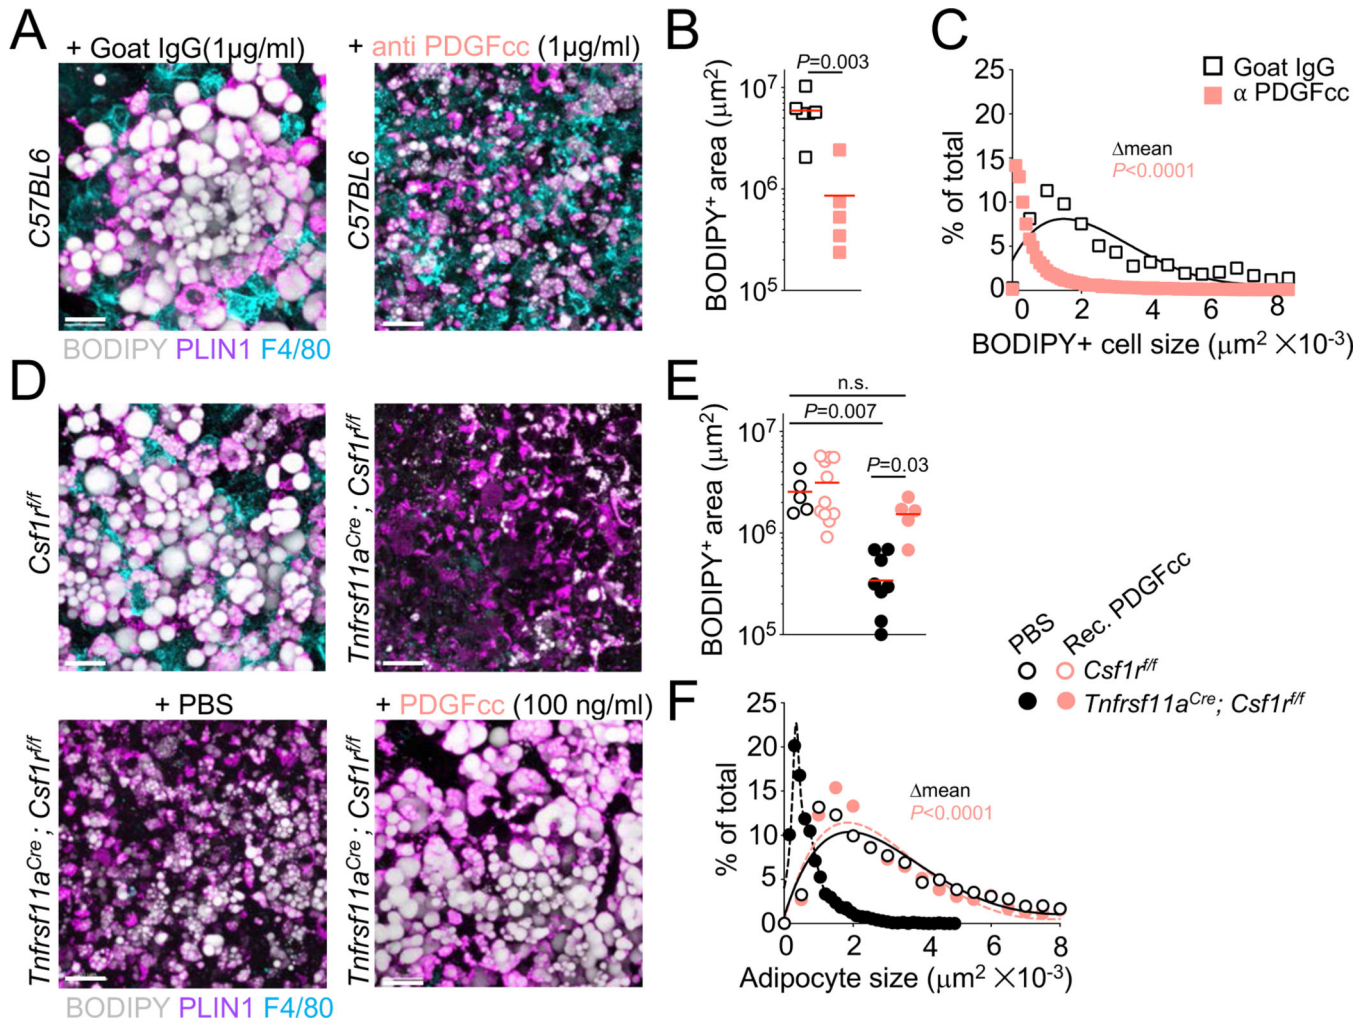 A
+ Goat IgG(1µg/ml)
+ anti PDGFcc (1µg/ml)
C57BL6
C57BL6
BODIPY PLIN1 F4/80
B
P=0.003
BODIPY⁺ area (µm²)
10⁷
10⁶
10⁵
C
Goat IgG
α PDGFcc
Δmean
P<0.0001
% of total
25
20
15
10
5
0
0 2 4 6 8
BODIPY+ cell size (µm² ×10⁻³)
D
Csf1r^f/f
Tnfrsf11a^Cre; Csf1r^f/f
+ PBS
+ PDGFcc (100 ng/ml)
Tnfrsf11a^Cre; Csf1r^f/f
Tnfrsf11a^Cre; Csf1r^f/f
BODIPY PLIN1 F4/80
E
n.s.
P=0.007
P=0.03
BODIPY⁺ area (µm²)
10⁷
10⁶
10⁵
PBS
Rec. PDGFcc
Csf1r^f/f
Tnfrsf11a^Cre; Csf1r^f/f
F
Δmean
P<0.0001
% of total
25
20
15
10
5
0
0 2 4 6 8
Adipocyte size (µm² ×10⁻³)